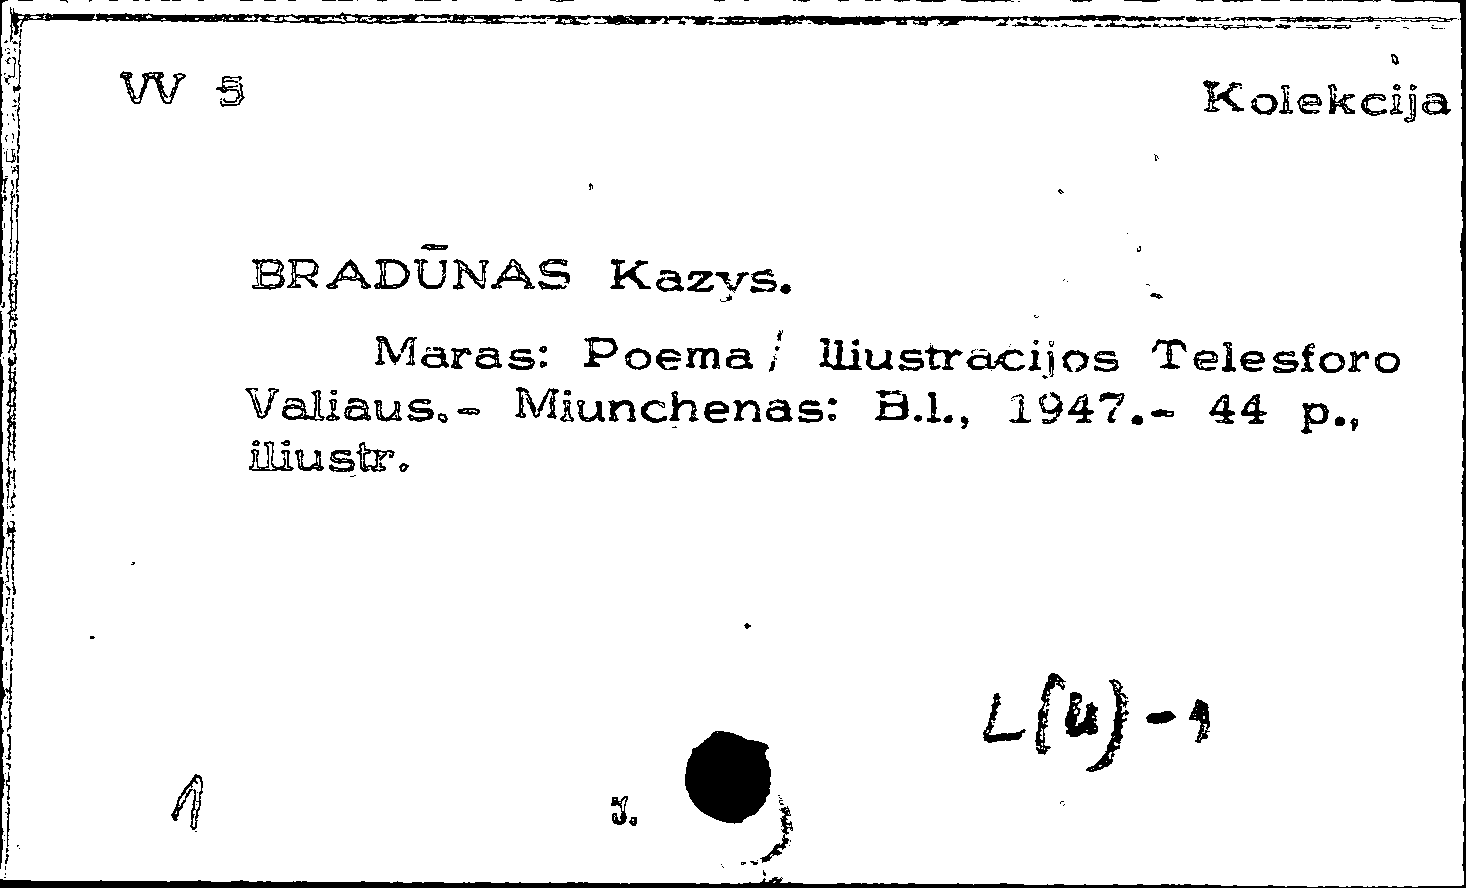 VV 5 Kolekcija
BRADŪNAS Kazys.
Maras: Poema / Iliustracijos Telesforo
Valiaus.- Miunchenas: B.l., 1947.- 44 p.,
iliustr.
L(u)-1
1 J.